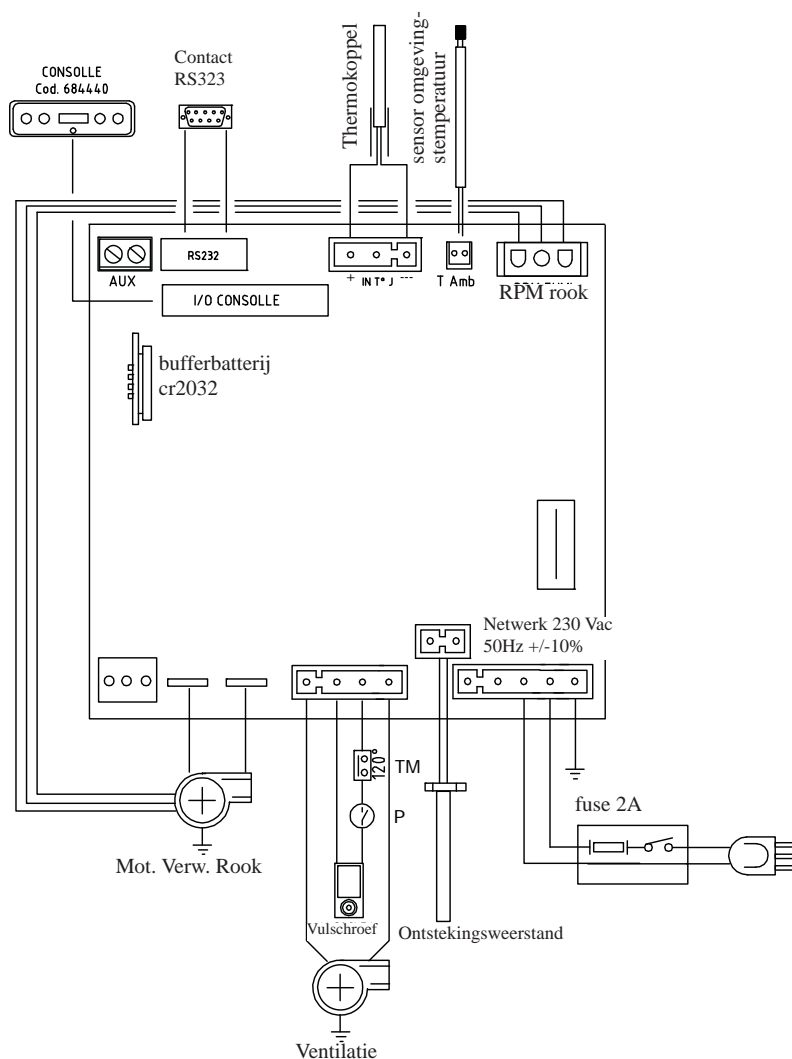 CONSOLLE
Cod. 684440
Contact
RS323
Thermokoppel
sensor omgeving-
stemperatuur
AUX
RS232
+ IN T° J ---
T Amb
RPM rook
I/O CONSOLLE
bufferbatterij
cr2032
Netwerk 230 Vac
50Hz +/-10%
120°
TM
P
fuse 2A
Mot. Verw. Rook
Vulschroef
Ontstekingsweerstand
Ventilatie